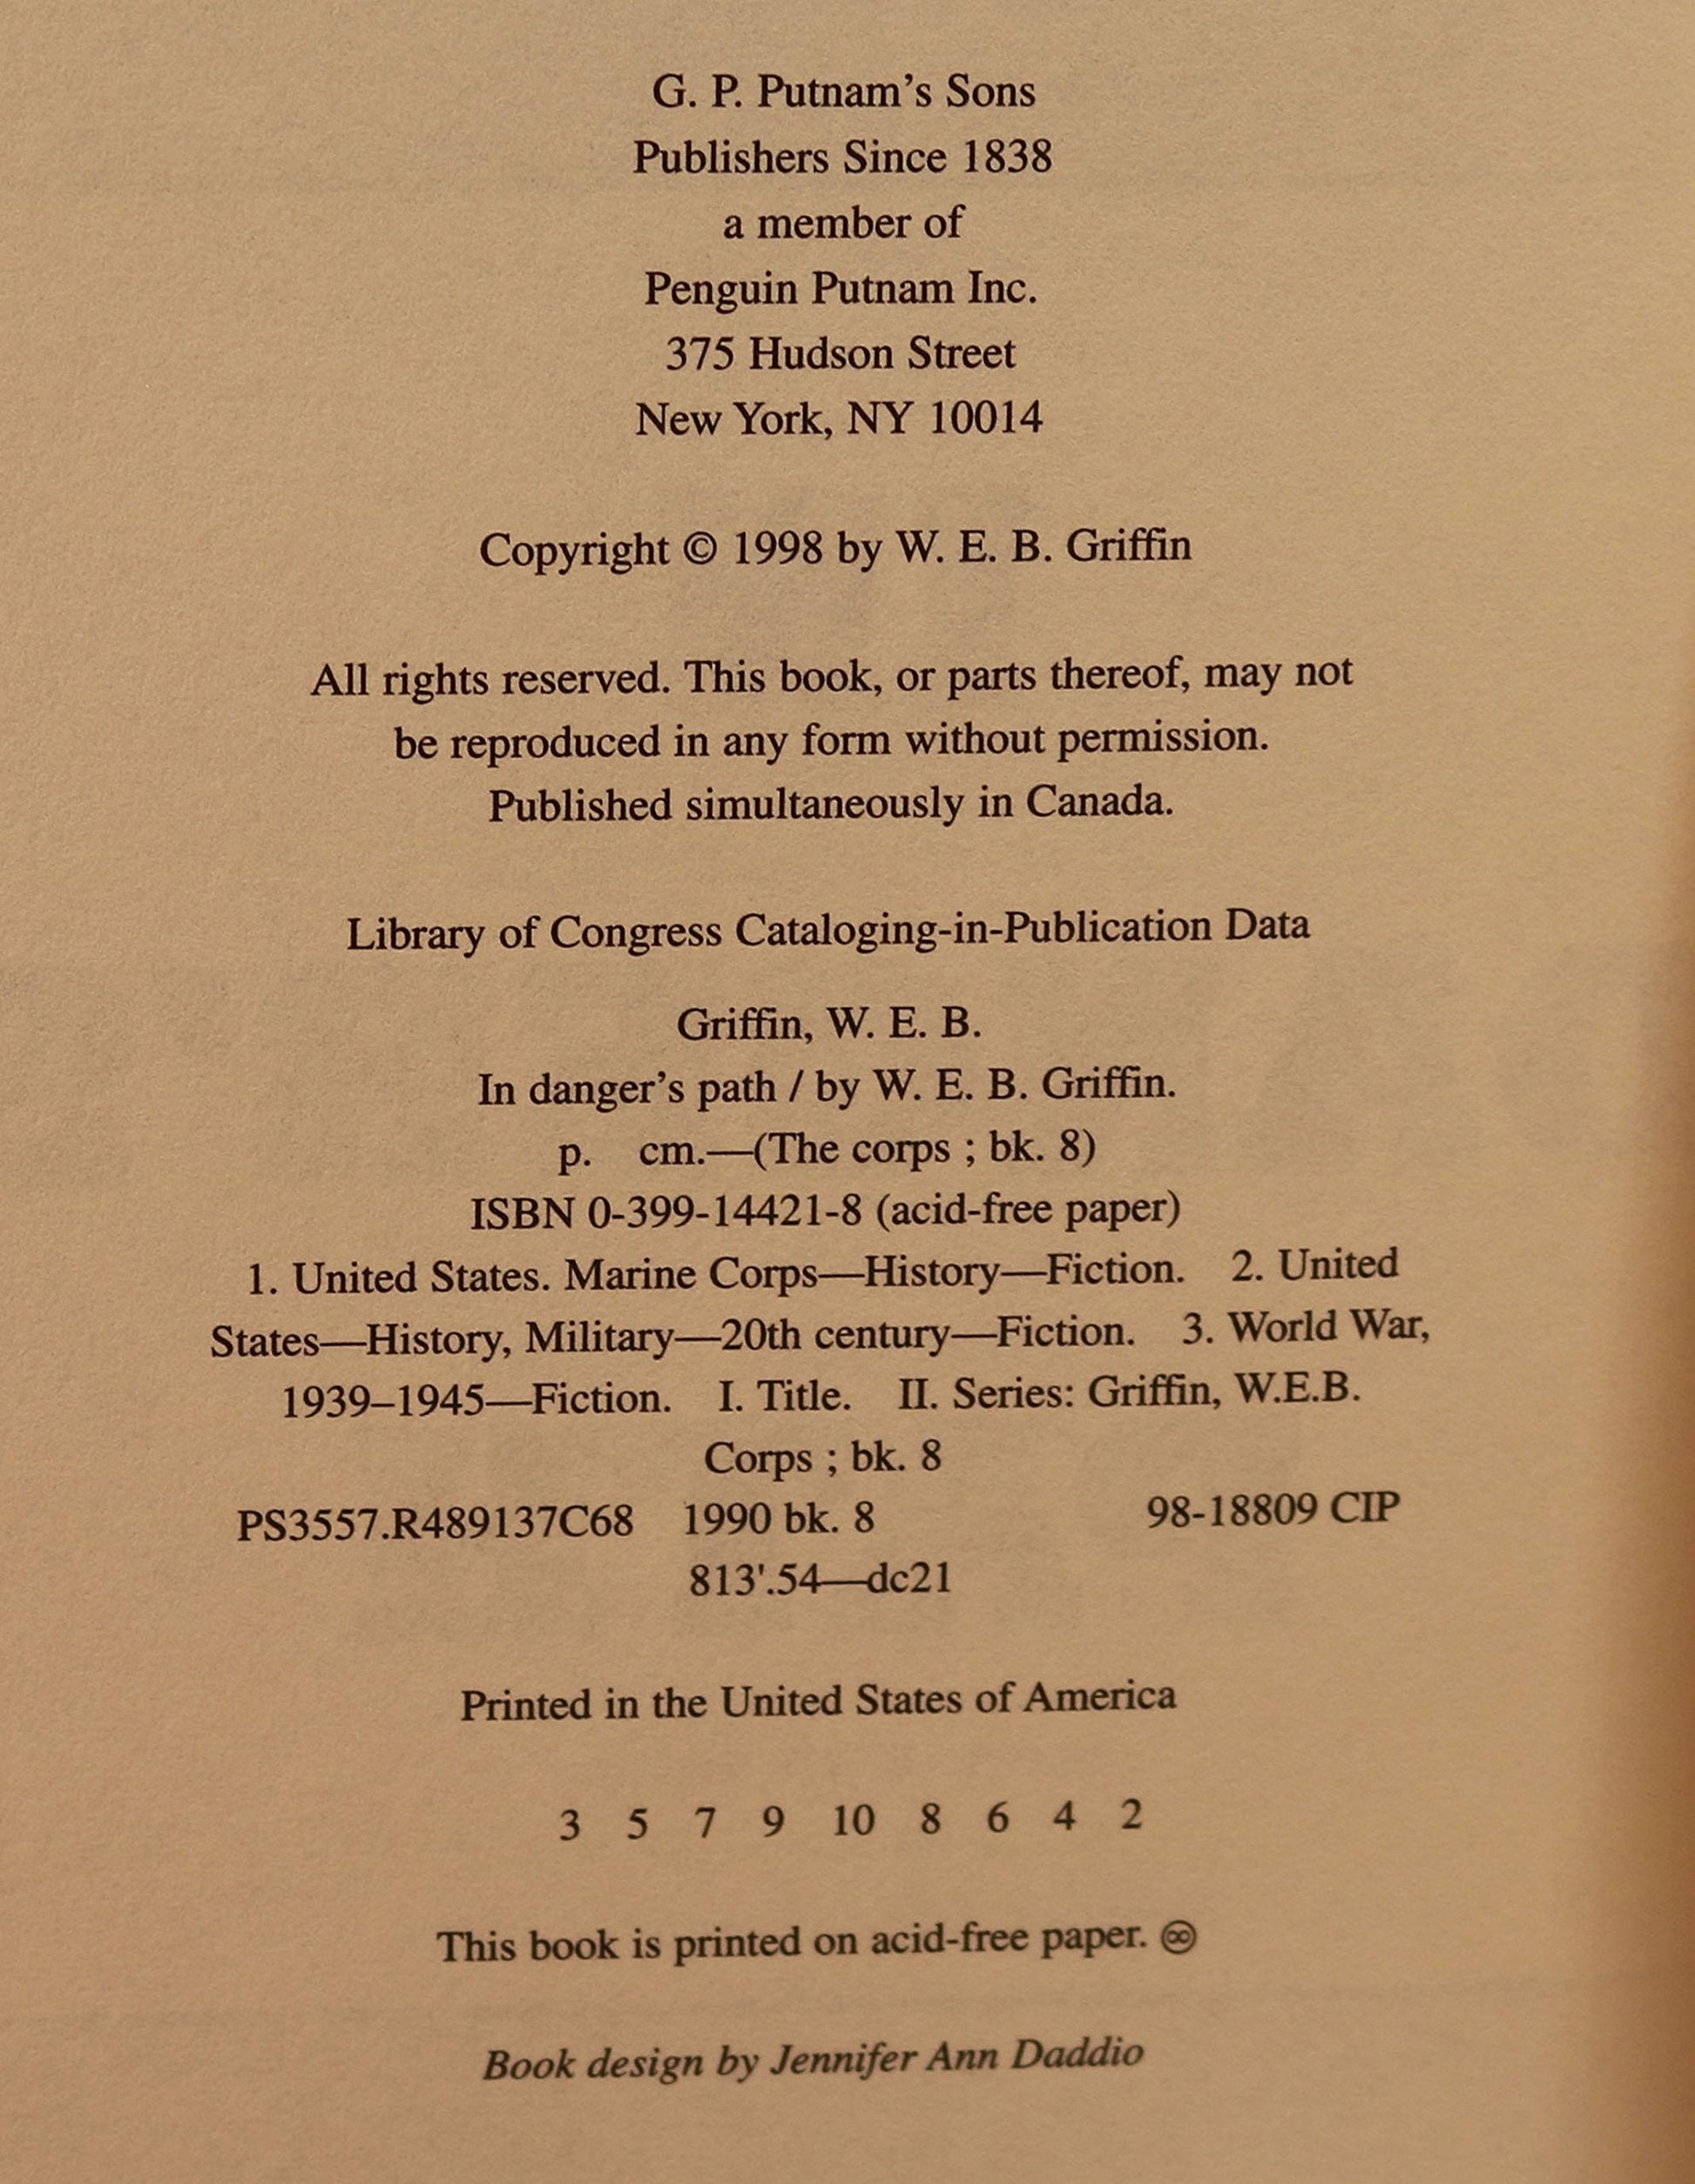 G. P. Putnam’s Sons
Publishers Since 1838
a member of
Penguin Putnam Inc.
375 Hudson Street
New York, NY 10014
Copyright © 1998 by W. E. B. Griffin
All rights reserved. This book, or parts thereof, may not
be reproduced in any form without permission.
Published simultaneously in Canada.
Library of Congress Cataloging-in-Publication Data
Griffin, W. E. B.
In danger’s path / by W. E. B. Griffin.
p. cm.—(The corps ; bk. 8)
ISBN 0-399-14421-8 (acid-free paper)
1. United States. Marine Corps—History—Fiction. 2. United
States—History, Military—20th century—Fiction. 3. World War,
1939–1945—Fiction. I. Title. II. Series: Griffin, W.E.B.
Corps ; bk. 8
PS3557.R489137C68 1990 bk. 8 98-18809 CIP
813'.54—dc21
Printed in the United States of America
3 5 7 9 10 8 6 4 2
This book is printed on acid-free paper. ♾
Book design by Jennifer Ann Daddio